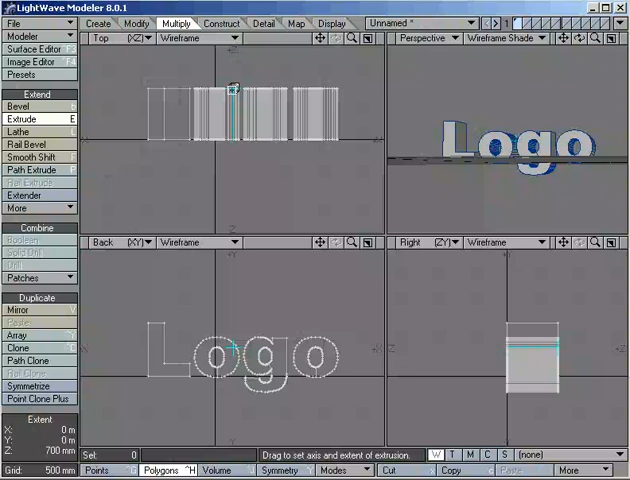 LightWave Modeler 8.0.1
File Create Modify Multiply Construct Detail Map Unnamed * 1
Modeler Top (XZ) Wireframe Perspective Wireframe Shade
Surface Editor F5
Image Editor ^F4
Presets
Extend
Bevel b
Extrude E
Lathe L
Rail Bevel
Smooth Shift F
Path Extrude P
Rail Extrude
Extender
More
Combine
Boolean Back (XY) Wireframe Right (ZY) Wireframe
Solid Drill
Drill
Patches
Duplicate
Mirror V
Paste
Array ^Y
Clone ^C
Path Clone
Rail Clone
Symmetrize
Point Clone Plus
Extent
X: 0 m
Y: 0 m
Z: 700 mm Sel: 0 Drag to set axis and extent of extrusion. W T M C S (none)
Grid: 500 mm Points ^G Polygons ^H Volume ^J Symmetry Y Modes Cut x Copy c Paste More
Logo
Logo